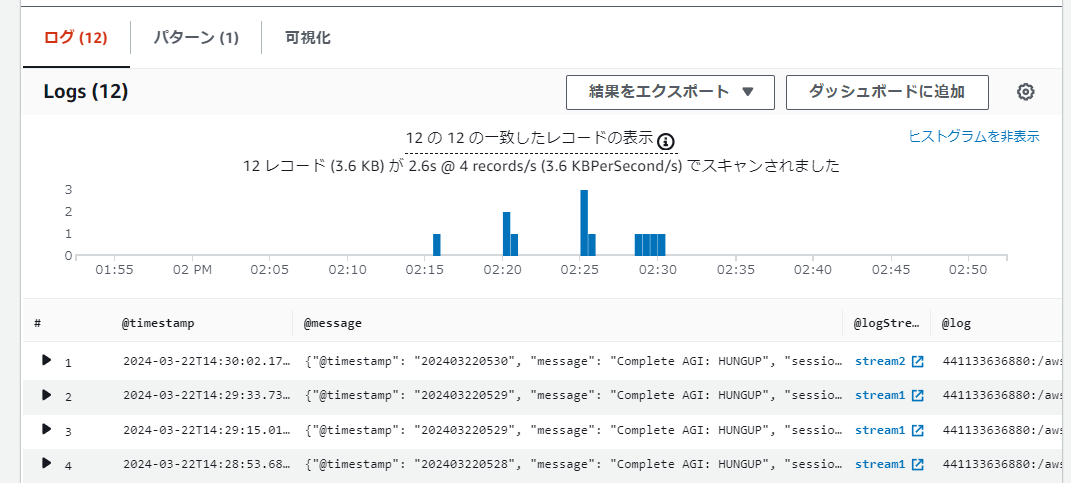 ログ (12) パターン (1) 可視化
Logs (12) 結果をエクスポート ダッシュボードに追加
12 の 12 の一致したレコードの表示 ヒストグラムを非表示
12 レコード (3.6 KB) が 2.6s @ 4 records/s (3.6 KBPerSecond/s) でスキャンされました
3
2
1
0
01:55 02 PM 02:05 02:10 02:15 02:20 02:25 02:30 02:35 02:40 02:45 02:50
# @timestamp @message @logStre… @log
1 2024-03-22T14:30:02.17… {"@timestamp": "202403220530", "message": "Complete AGI: HUNGUP", "sessio… stream2 441133636880:/aws
2 2024-03-22T14:29:33.73… {"@timestamp": "202403220529", "message": "Complete AGI: HUNGUP", "sessio… stream1 441133636880:/aws
3 2024-03-22T14:29:15.01… {"@timestamp": "202403220529", "message": "Complete AGI: HUNGUP", "sessio… stream1 441133636880:/aws
4 2024-03-22T14:28:53.68… {"@timestamp": "202403220528", "message": "Complete AGI: HUNGUP", "sessio… stream1 441133636880:/aws